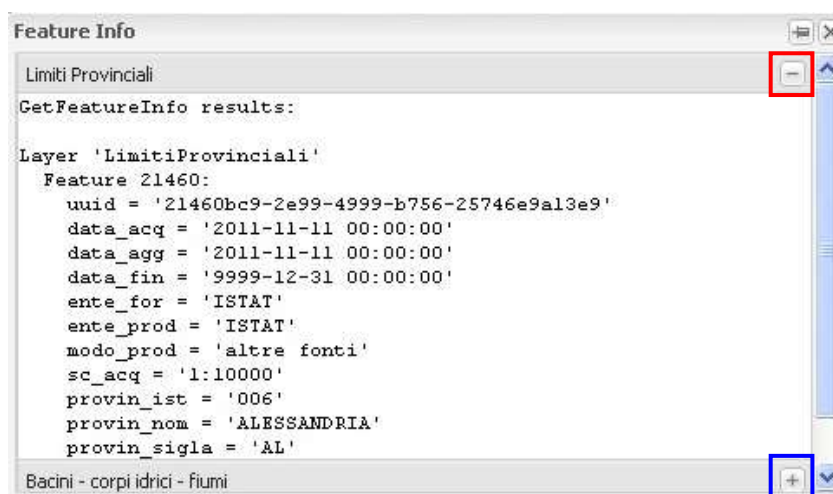 Feature Info
Limiti Provinciali
GetFeatureInfo results:
Layer 'LimitiProvinciali'
Feature 21460:
uuid = '21460bc9-2e99-4999-b756-25746e9a13e9'
data_acq = '2011-11-11 00:00:00'
data_agg = '2011-11-11 00:00:00'
data_fin = '9999-12-31 00:00:00'
ente_for = 'ISTAT'
ente_prod = 'ISTAT'
modo_prod = 'altre fonti'
sc_acq = '1:10000'
provin_ist = '006'
provin_nom = 'ALESSANDRIA'
provin_sigla = 'AL'
Bacini - corpi idrici - fiumi